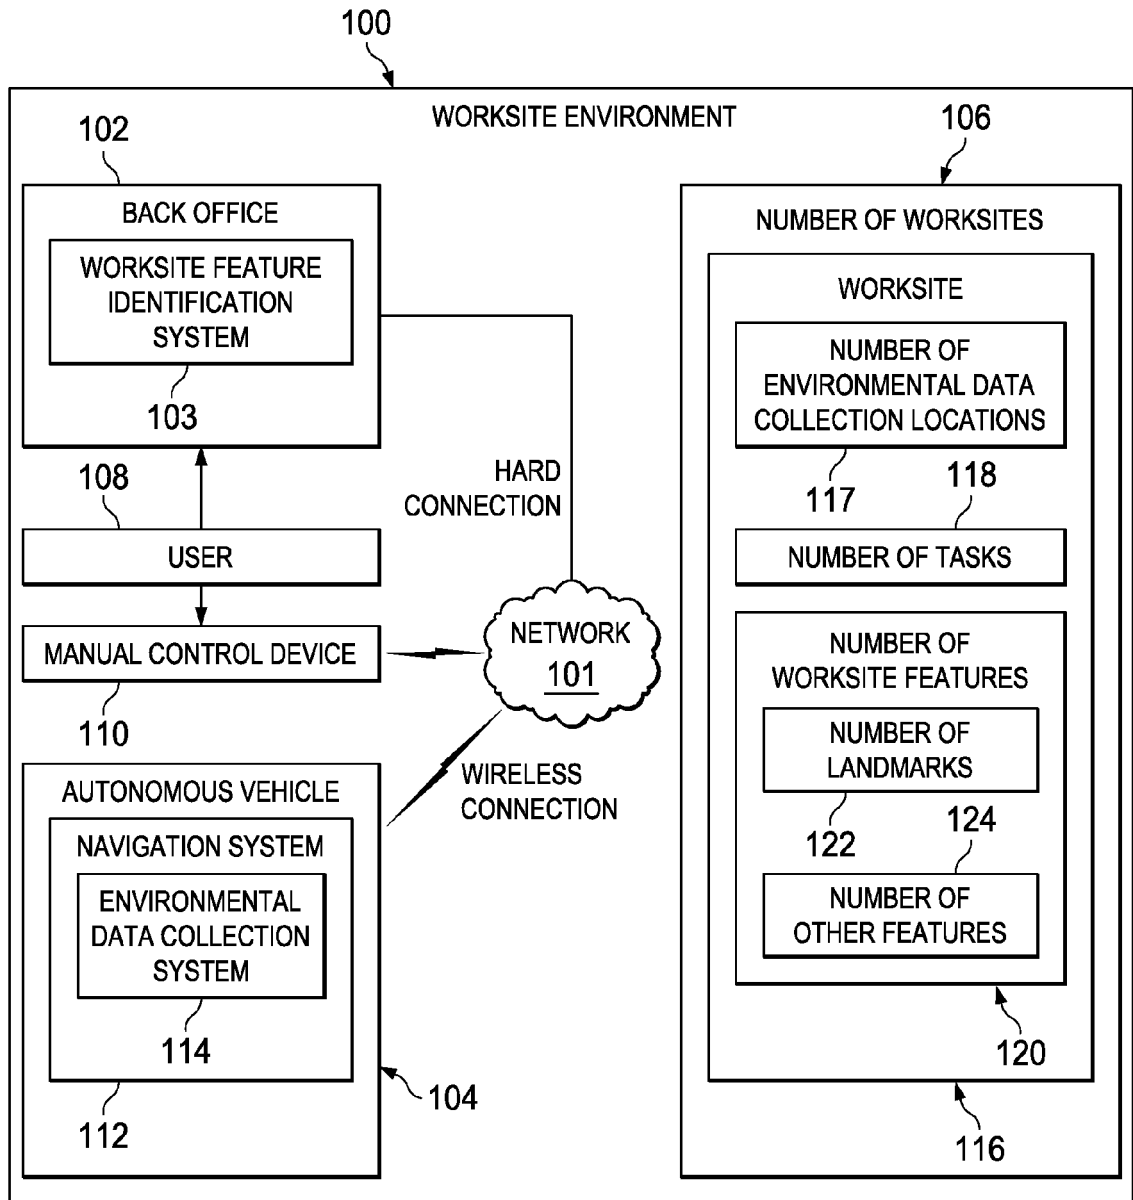 100
WORKSITE ENVIRONMENT
102
BACK OFFICE
WORKSITE FEATURE
IDENTIFICATION
SYSTEM
103
108
USER
MANUAL CONTROL DEVICE
110
HARD
CONNECTION
NETWORK
101
WIRELESS
CONNECTION
AUTONOMOUS VEHICLE
NAVIGATION SYSTEM
ENVIRONMENTAL
DATA COLLECTION
SYSTEM
114
112
104
106
NUMBER OF WORKSITES
WORKSITE
NUMBER OF
ENVIRONMENTAL DATA
COLLECTION LOCATIONS
117
118
NUMBER OF TASKS
NUMBER OF
WORKSITE FEATURES
NUMBER OF
LANDMARKS
122
124
NUMBER OF
OTHER FEATURES
120
116